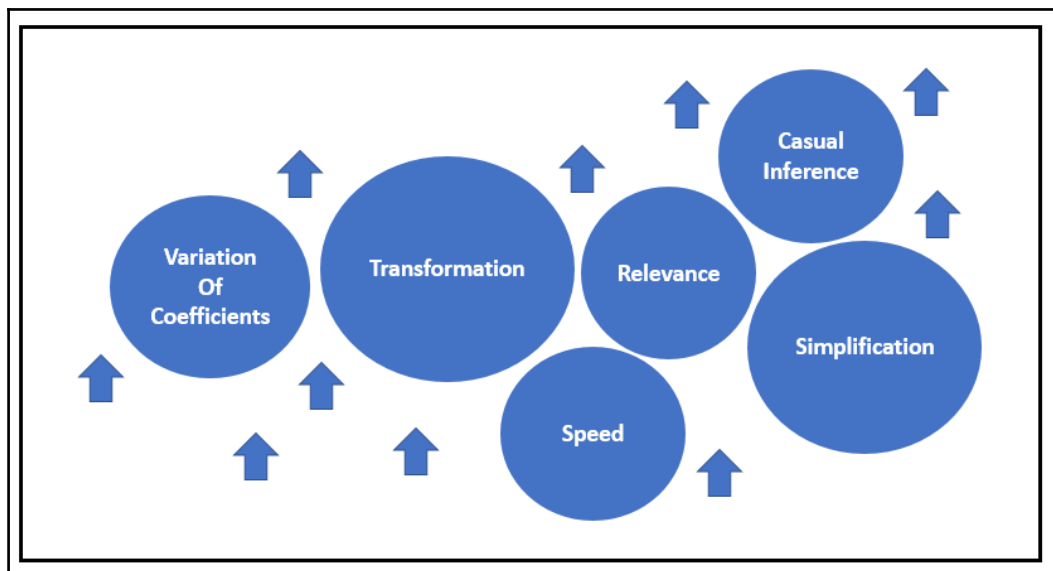 Variation
Of
Coefficients
Transformation
Relevance
Casual
Inference
Simplification
Speed